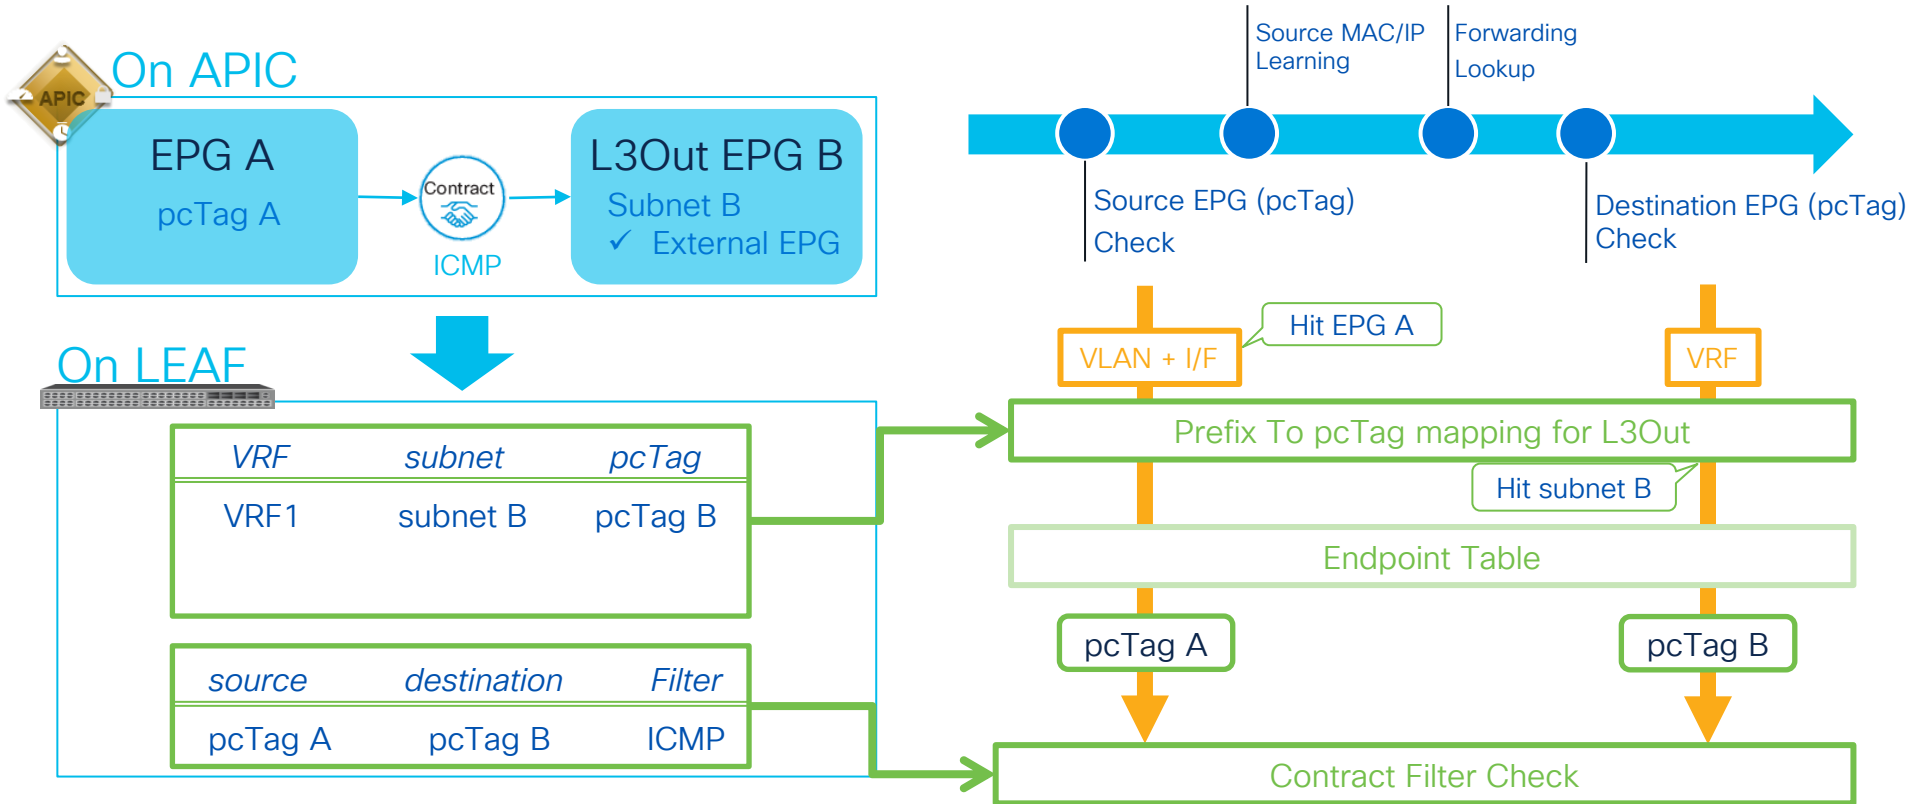 On APIC
APIC
EPG A
pcTag A
Contract
ICMP
L3Out EPG B
Subnet B
✓ External EPG
On LEAF
VRF subnet pcTag
VRF1 subnet B pcTag B
source destination Filter
pcTag A pcTag B ICMP
Source MAC/IP
Learning
Forwarding
Lookup
Source EPG (pcTag)
Check
Destination EPG (pcTag)
Check
Hit EPG A
VLAN + I/F
VRF
Prefix To pcTag mapping for L3Out
Hit subnet B
Endpoint Table
pcTag A
pcTag B
Contract Filter Check